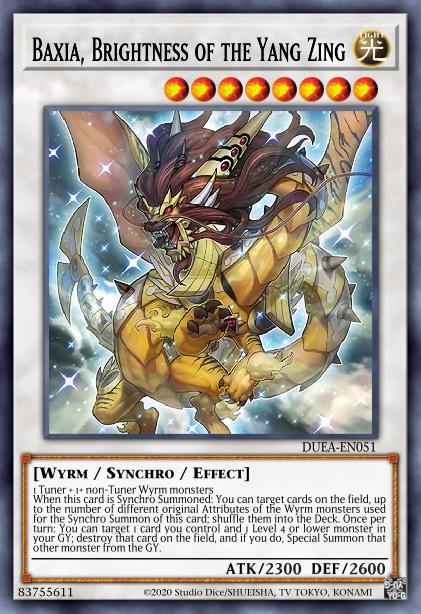 Baxia, Brightness of the Yang Zing
LIGHT
光
DUEA-EN051
[Wyrm / Synchro / Effect]
1 Tuner + 1+ non-Tuner Wyrm monsters
When this card is Synchro Summoned: You can target cards on the field, up
to the number of different original Attributes of the Wyrm monsters used
for the Synchro Summon of this card; shuffle them into the Deck. Once per
turn: You can target 1 card you control and 1 Level 4 or lower monster in
your GY; destroy that card on the field, and if you do, Special Summon that
other monster from the GY.
ATK/2300 DEF/2600
83755611
©2020 Studio Dice/SHUEISHA, TV TOKYO, KONAMI